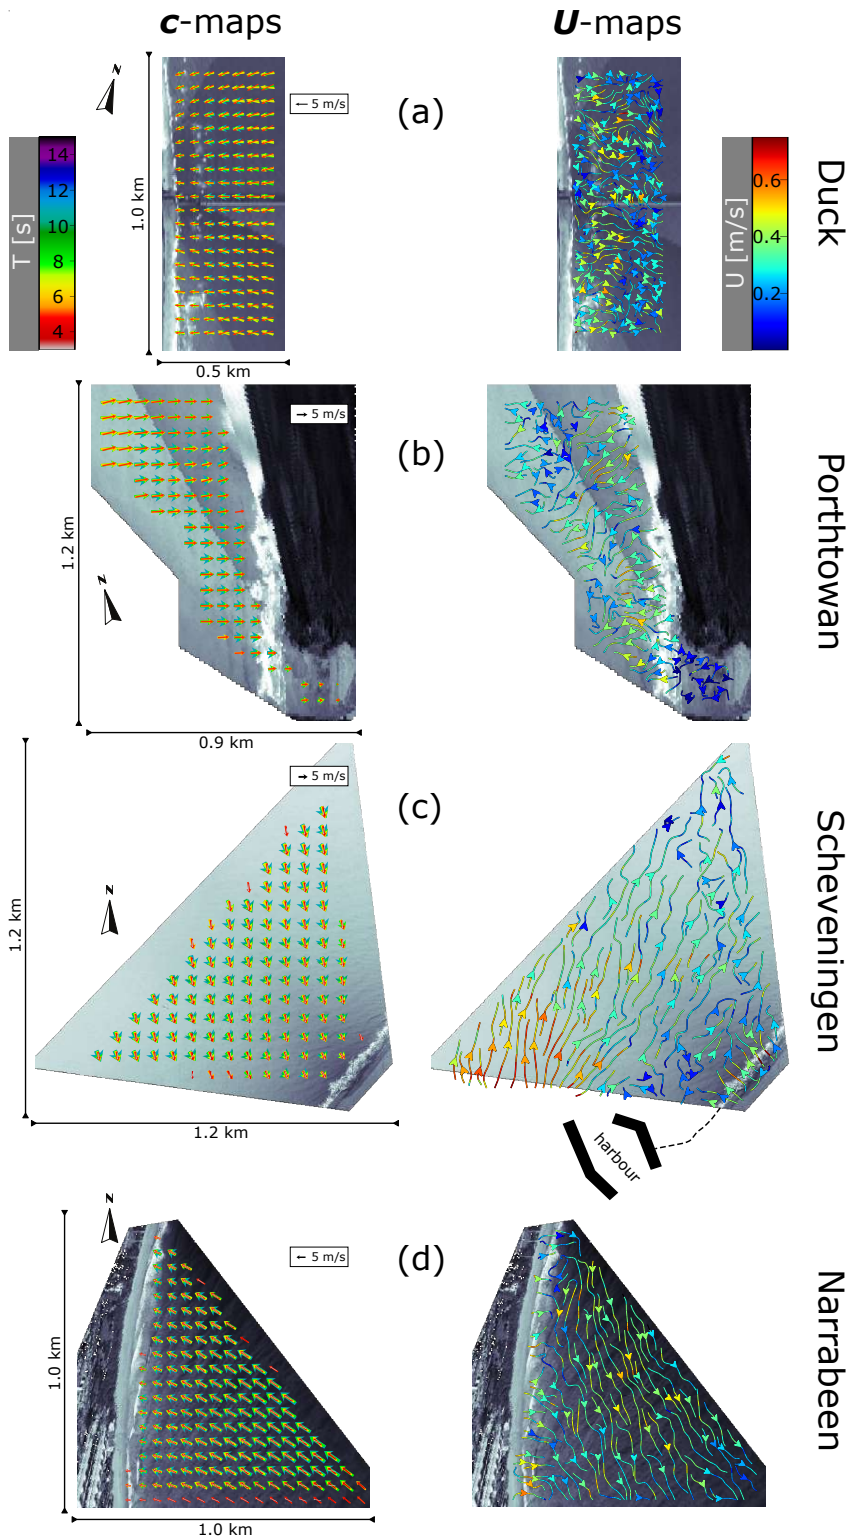 c-maps
U-maps
N
← 5 m/s
(a)
Duck
T [s]
14
12
10
8
6
4
1.0 km
0.5 km
U [m/s]
0.6
0.4
0.2
→ 5 m/s
(b)
Porthtowan
1.2 km
N
0.9 km
→ 5 m/s
(c)
Scheveningen
N
1.2 km
1.2 km
harbour
N
← 5 m/s
(d)
Narrabeen
1.0 km
1.0 km